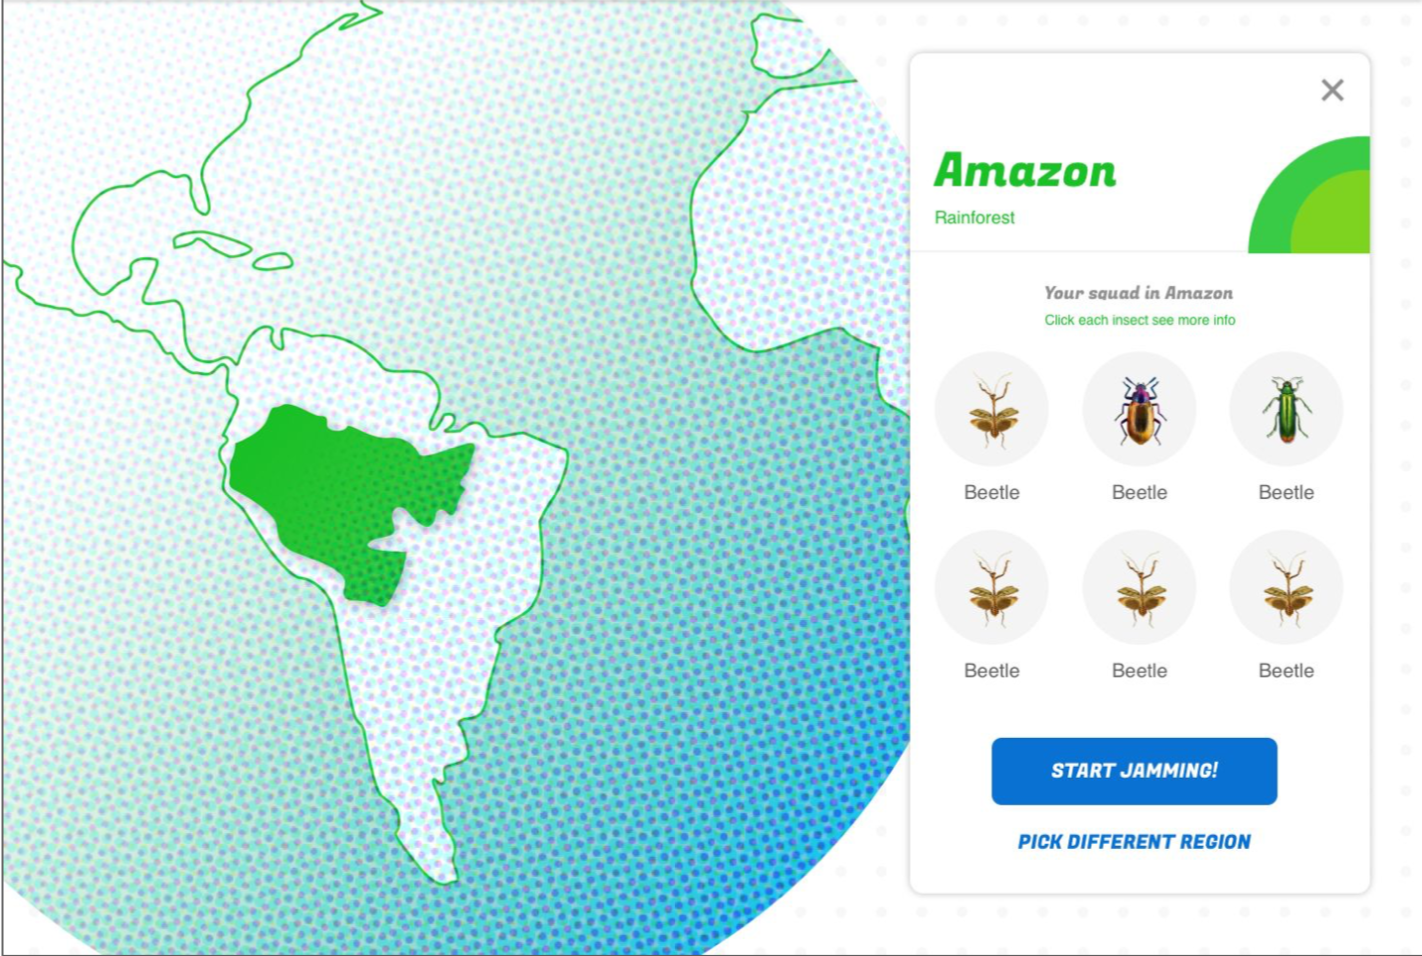 Amazon
Rainforest
Your squad in Amazon
Click each insect see more info
Beetle Beetle Beetle
Beetle Beetle Beetle
START JAMMING!
PICK DIFFERENT REGION